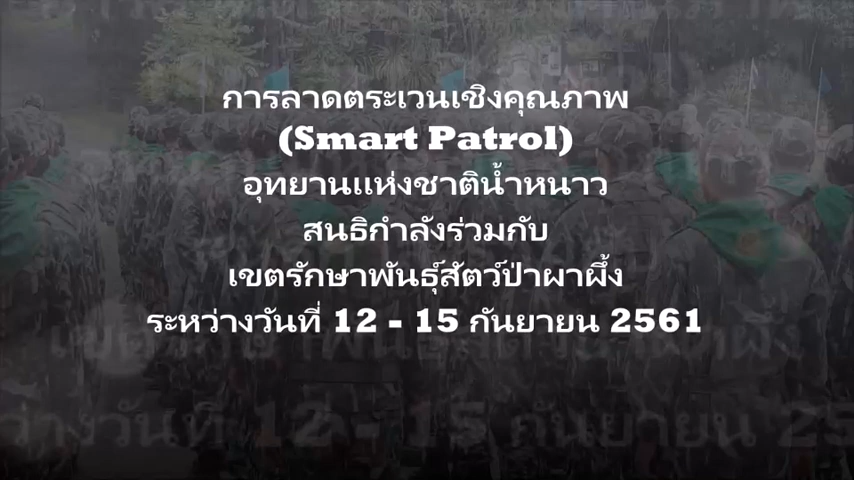 การลาดตระเวนเชิงคุณภาพ
(Smart Patrol)
อุทยานแห่งชาติน้ำหนาว
สนธิกำลังร่วมกับ
เขตรักษาพันธุ์สัตว์ป่าผาผึ้ง
ระหว่างวันที่ 12 - 15 กันยายน 2561